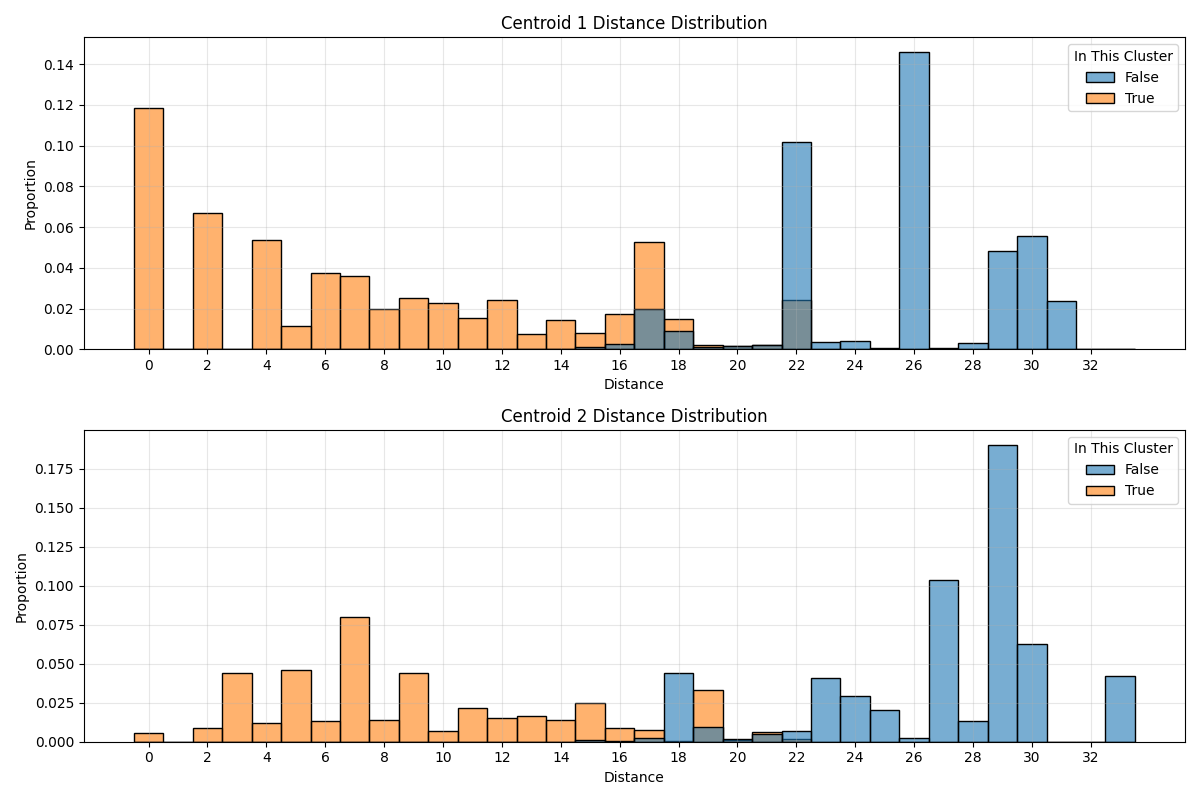 Centroid 1 Distance Distribution
In This Cluster
False
True
Proportion
0.14
0.12
0.10
0.08
0.06
0.04
0.02
0.00
0 2 4 6 8 10 12 14 16 18 20 22 24 26 28 30 32
Distance
Centroid 2 Distance Distribution
In This Cluster
False
True
Proportion
0.175
0.150
0.125
0.100
0.075
0.050
0.025
0.000
0 2 4 6 8 10 12 14 16 18 20 22 24 26 28 30 32
Distance